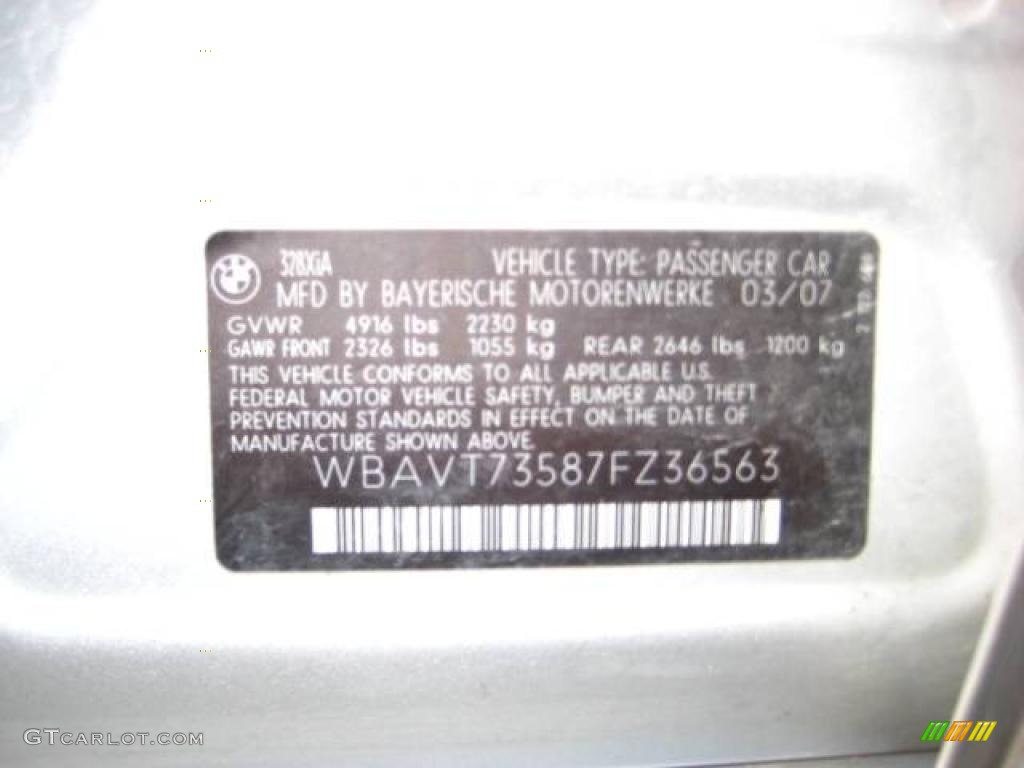 328XiA VEHICLE TYPE: PASSENGER CAR
MFD BY BAYERISCHE MOTORENWERKE 03/07
GVWR 4916 lbs 2230 kg
GAWR FRONT 2326 lbs 1055 kg REAR 2646 lbs 1200 kg
THIS VEHICLE CONFORMS TO ALL APPLICABLE U.S.
FEDERAL MOTOR VEHICLE SAFETY, BUMPER AND THEFT
PREVENTION STANDARDS IN EFFECT ON THE DATE OF
MANUFACTURE SHOWN ABOVE.
WBAVT73587FZ36563
GTCARLOT.COM